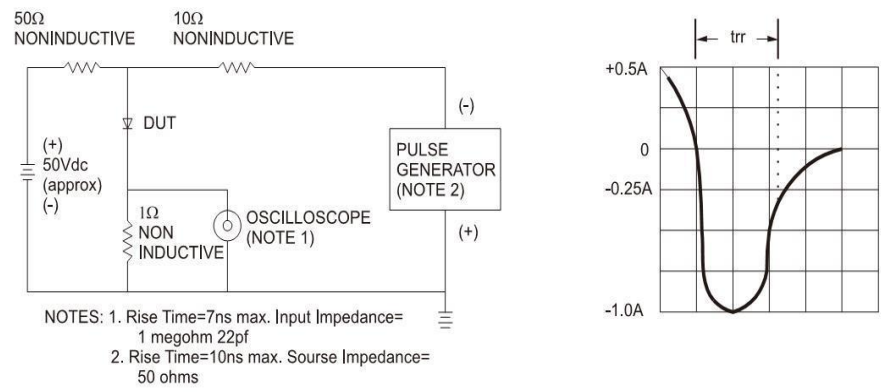 50Ω
NONINDUCTIVE
10Ω
NONINDUCTIVE
DUT
(+)
50Vdc
(approx)
(-)
1Ω
NON
INDUCTIVE
OSCILLOSCOPE
(NOTE 1)
(-)
PULSE
GENERATOR
(NOTE 2)
(+)
NOTES: 1. Rise Time=7ns max. Input Impedance=
1 megohm 22pf
2. Rise Time=10ns max. Sourse Impedance=
50 ohms
trr
+0.5A
0
-0.25A
-1.0A